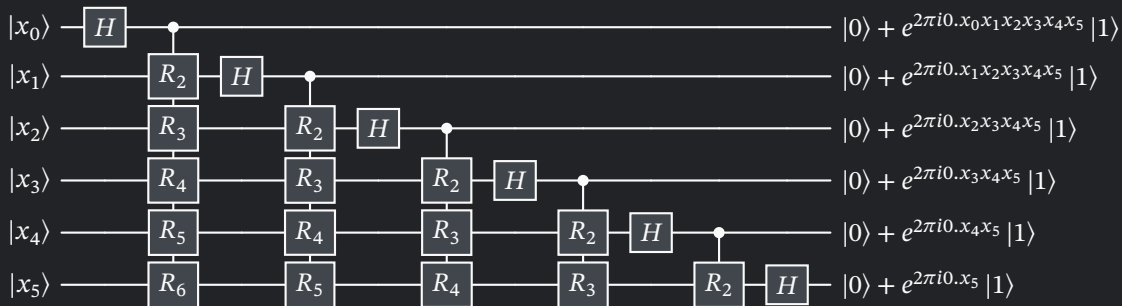 |x₀⟩ H |0⟩ + e^{2πi0.x₀x₁x₂x₃x₄x₅} |1⟩
|x₁⟩ R₂ H |0⟩ + e^{2πi0.x₁x₂x₃x₄x₅} |1⟩
|x₂⟩ R₃ R₂ H |0⟩ + e^{2πi0.x₂x₃x₄x₅} |1⟩
|x₃⟩ R₄ R₃ R₂ H |0⟩ + e^{2πi0.x₃x₄x₅} |1⟩
|x₄⟩ R₅ R₄ R₃ R₂ H |0⟩ + e^{2πi0.x₄x₅} |1⟩
|x₅⟩ R₆ R₅ R₄ R₃ R₂ H |0⟩ + e^{2πi0.x₅} |1⟩